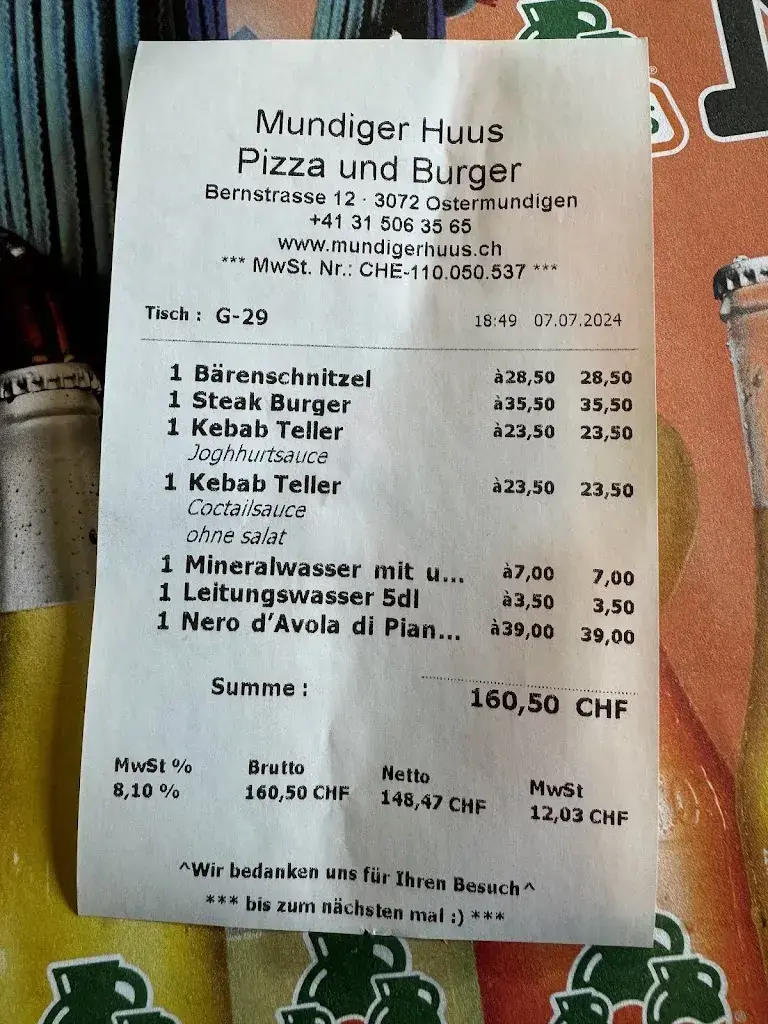 Mundiger Huus
Pizza und Burger
Bernstrasse 12 · 3072 Ostermundigen
+41 31 506 35 65
www.mundigerhuus.ch
*** MwSt. Nr.: CHE-110.050.537 ***
Tisch : G-29 18:49 07.07.2024
1 Bärenschnitzel à28,50 28,50
1 Steak Burger à35,50 35,50
1 Kebab Teller à23,50 23,50
Joghhurtsauce
1 Kebab Teller à23,50 23,50
Coctailsauce
ohne salat
1 Mineralwasser mit u... à7,00 7,00
1 Leitungswasser 5dl à3,50 3,50
1 Nero d'Avola di Pian... à39,00 39,00
Summe : 160,50 CHF
MwSt % Brutto Netto MwSt
8,10 % 160,50 CHF 148,47 CHF 12,03 CHF
^Wir bedanken uns für Ihren Besuch^
*** bis zum nächsten mal :) ***